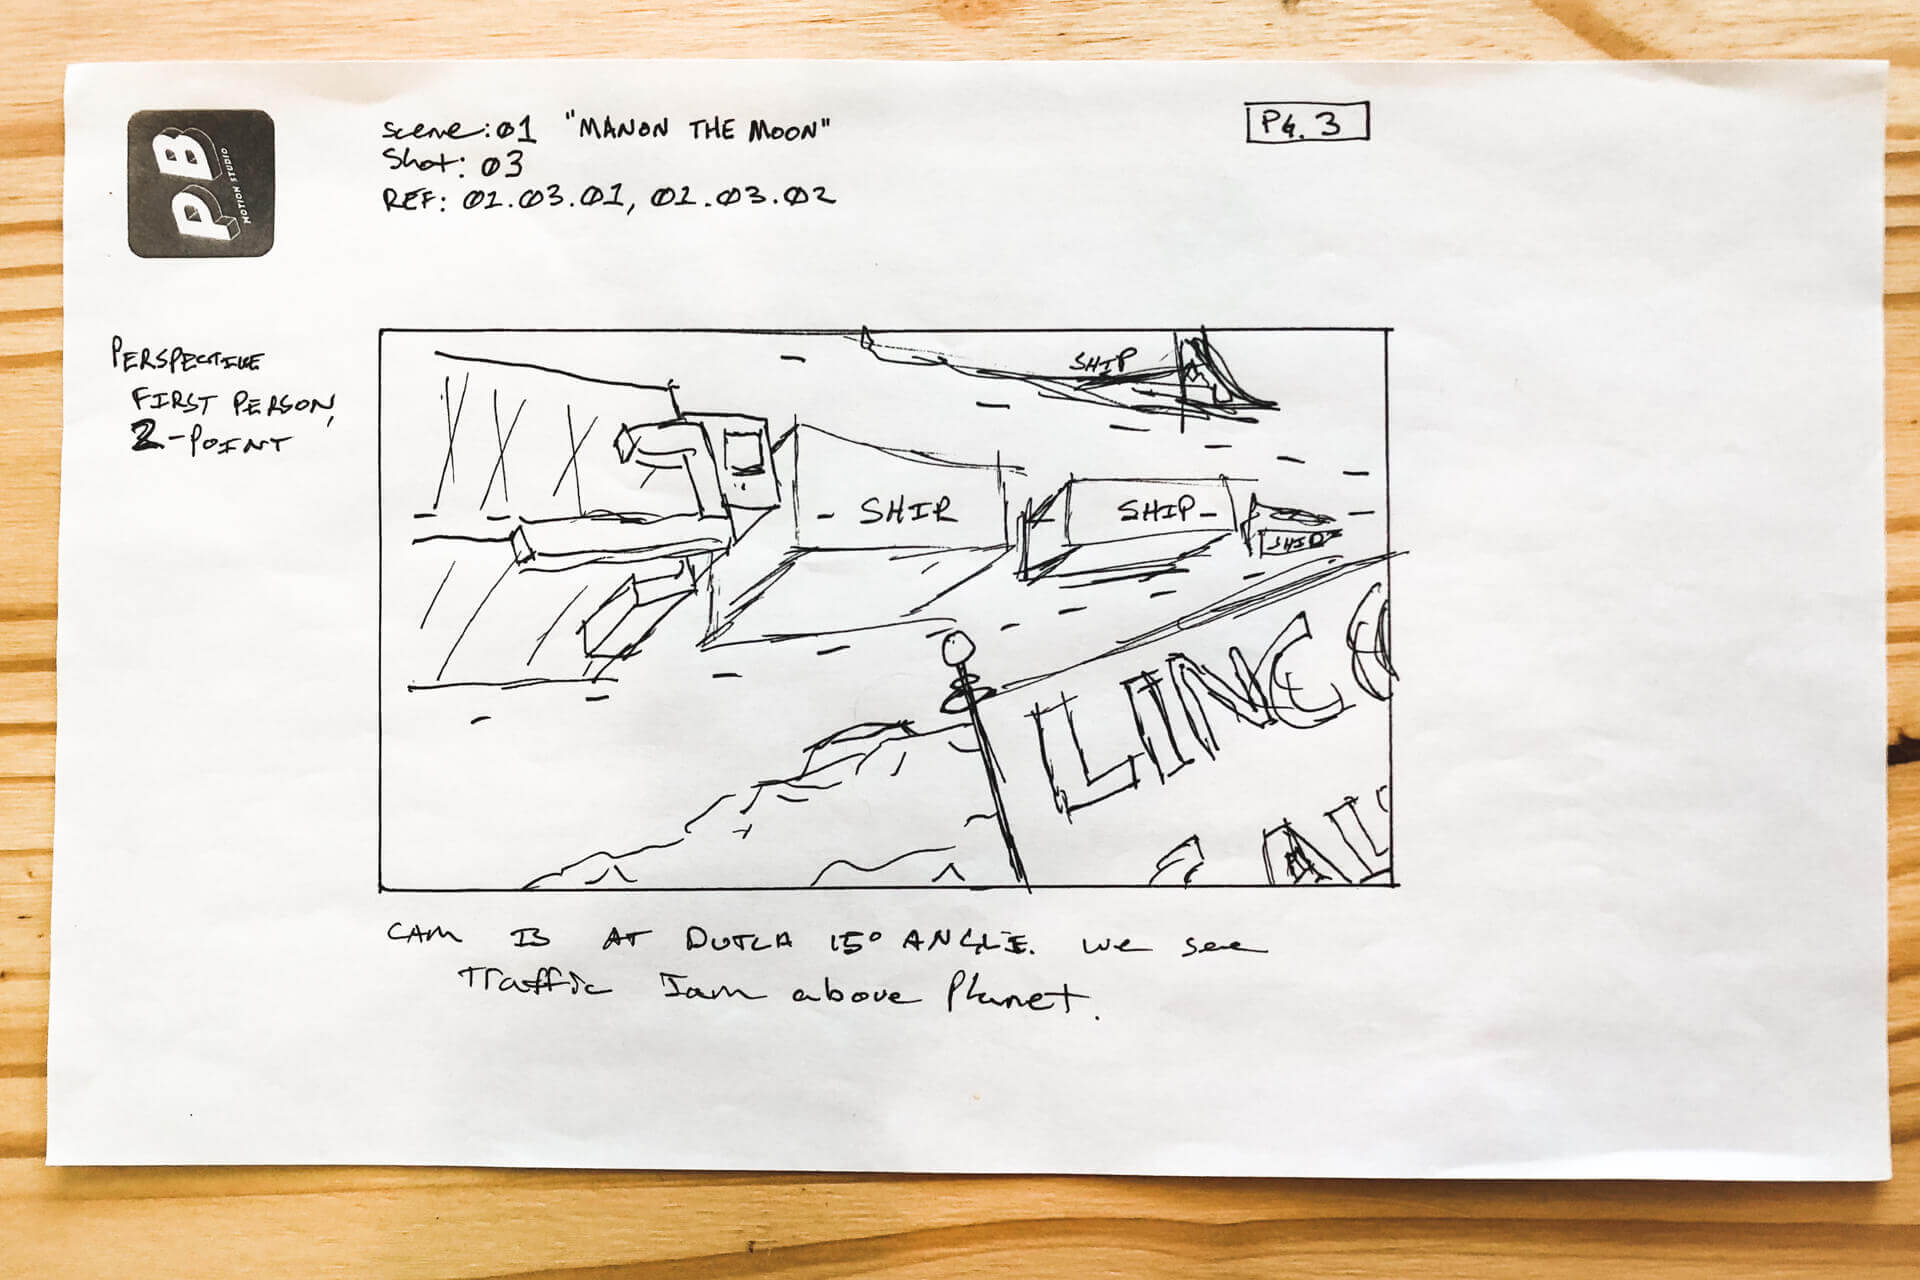 PB
MOTION STUDIO
Scene: 01 "MANON THE MOON"
Shot: 03
REF: 01.03.01, 01.03.02
PG. 3
PERSPECTIVE
FIRST PERSON,
2-POINT
SHIP
SHIP
SHIP
SHIP
LINCO
AL
CAM IS AT DUTCH 15° ANGLE. We see
Traffic Jam above Planet.